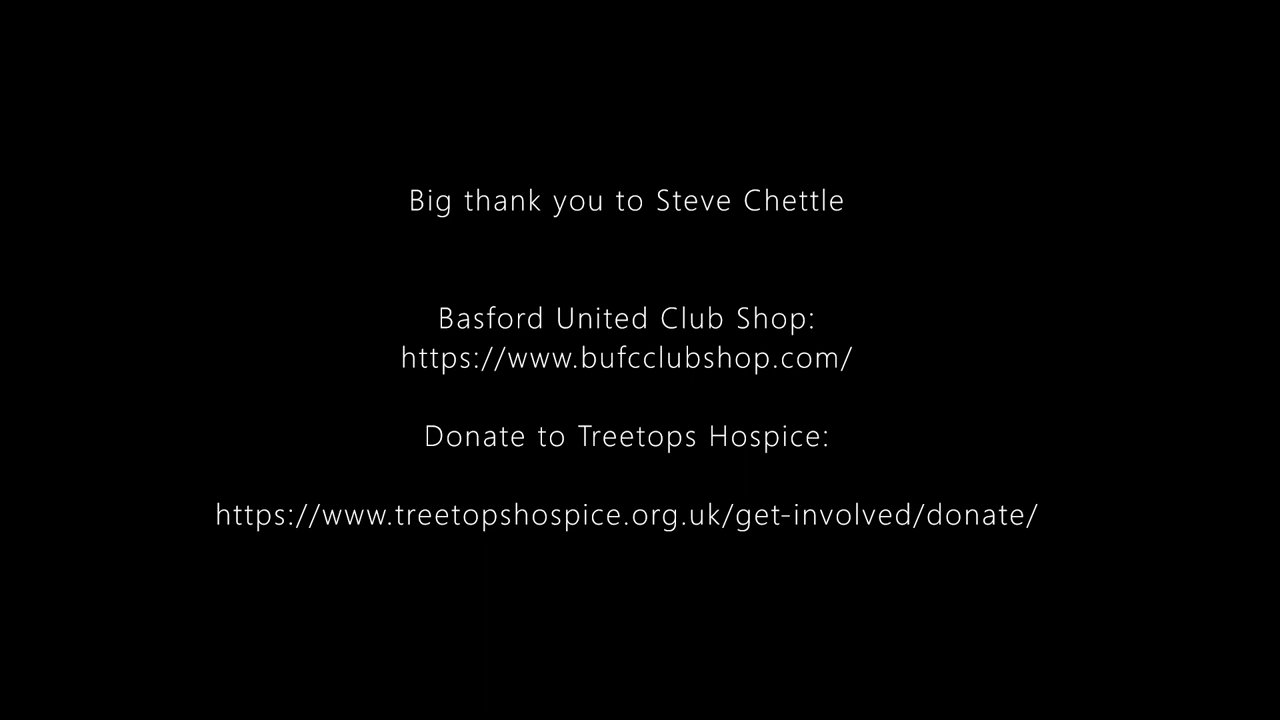 Big thank you to Steve Chettle
Basford United Club Shop:
https://www.bufcclubshop.com/
Donate to Treetops Hospice:
https://www.treetopshospice.org.uk/get-involved/donate/